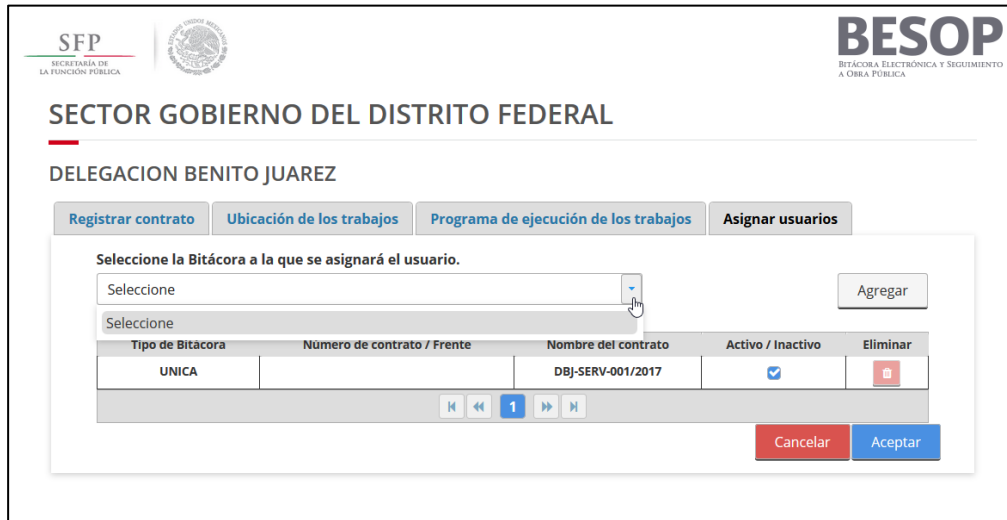 SFP
SECRETARÍA DE
LA FUNCIÓN PÚBLICA
ESTADOS UNIDOS MEXICANOS
BESOP
BITÁCORA ELECTRÓNICA Y SEGUIMIENTO
A OBRA PÚBLICA
SECTOR GOBIERNO DEL DISTRITO FEDERAL
DELEGACION BENITO JUAREZ
Registrar contrato Ubicación de los trabajos Programa de ejecución de los trabajos Asignar usuarios
Seleccione la Bitácora a la que se asignará el usuario.
Seleccione Agregar
Seleccione
Tipo de Bitácora Número de contrato / Frente Nombre del contrato Activo / Inactivo Eliminar
UNICA DBJ-SERV-001/2017
1
Cancelar Aceptar